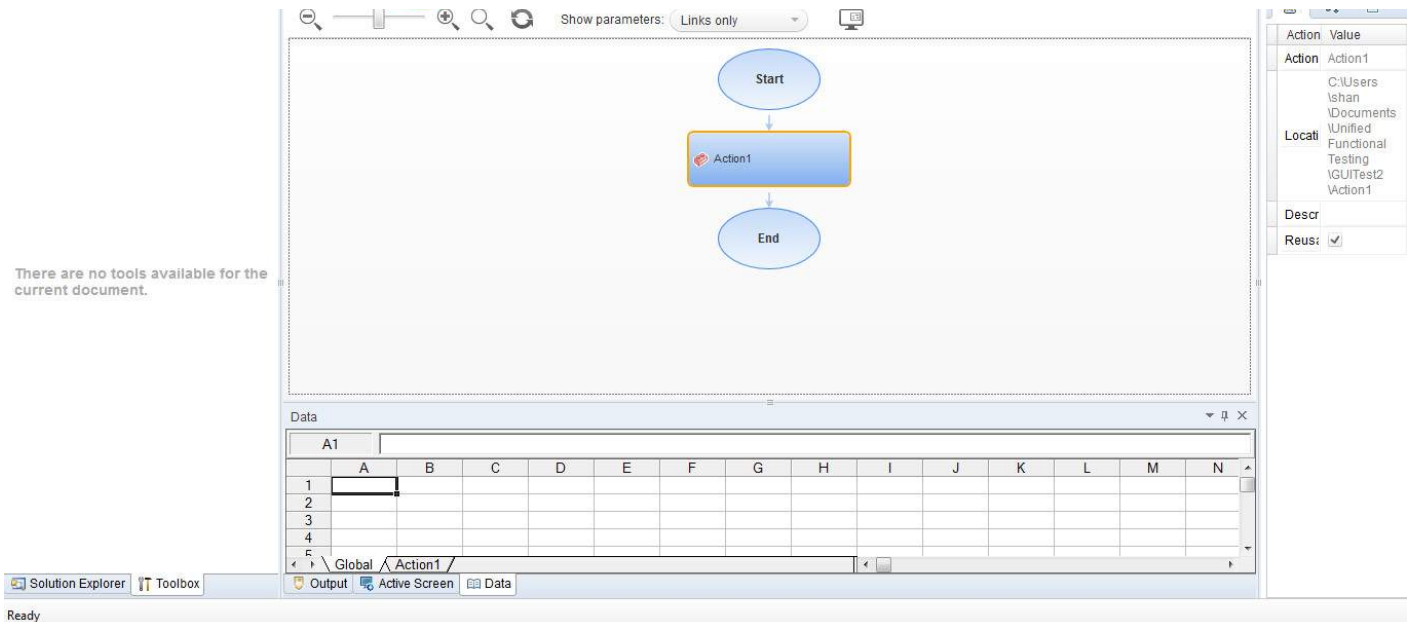 Show parameters: Links only
Start
Action1
End
There are no tools available for the
current document.
Action Value
Action Action1
C:\Users
\shan
\Documents
\Unified
Locati Functional
Testing
\GUITest2
\Action1
Descr
Reusa
Data
A1
A B C D E F G H I J K L M N
1
2
3
4
5
Global Action1
Solution Explorer Toolbox
Output Active Screen Data
Ready